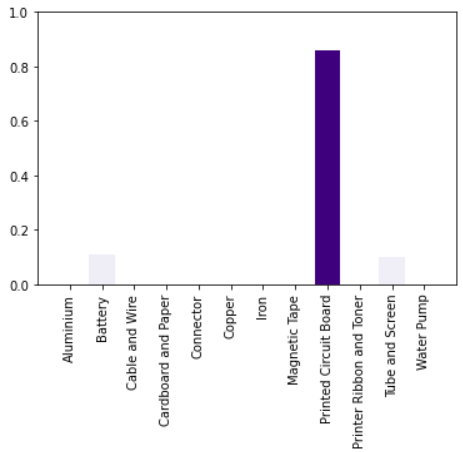 1.0
0.8
0.6
0.4
0.2
0.0
Aluminium
Battery
Cable and Wire
Cardboard and Paper
Connector
Copper
Iron
Magnetic Tape
Printed Circuit Board
Printer Ribbon and Toner
Tube and Screen
Water Pump